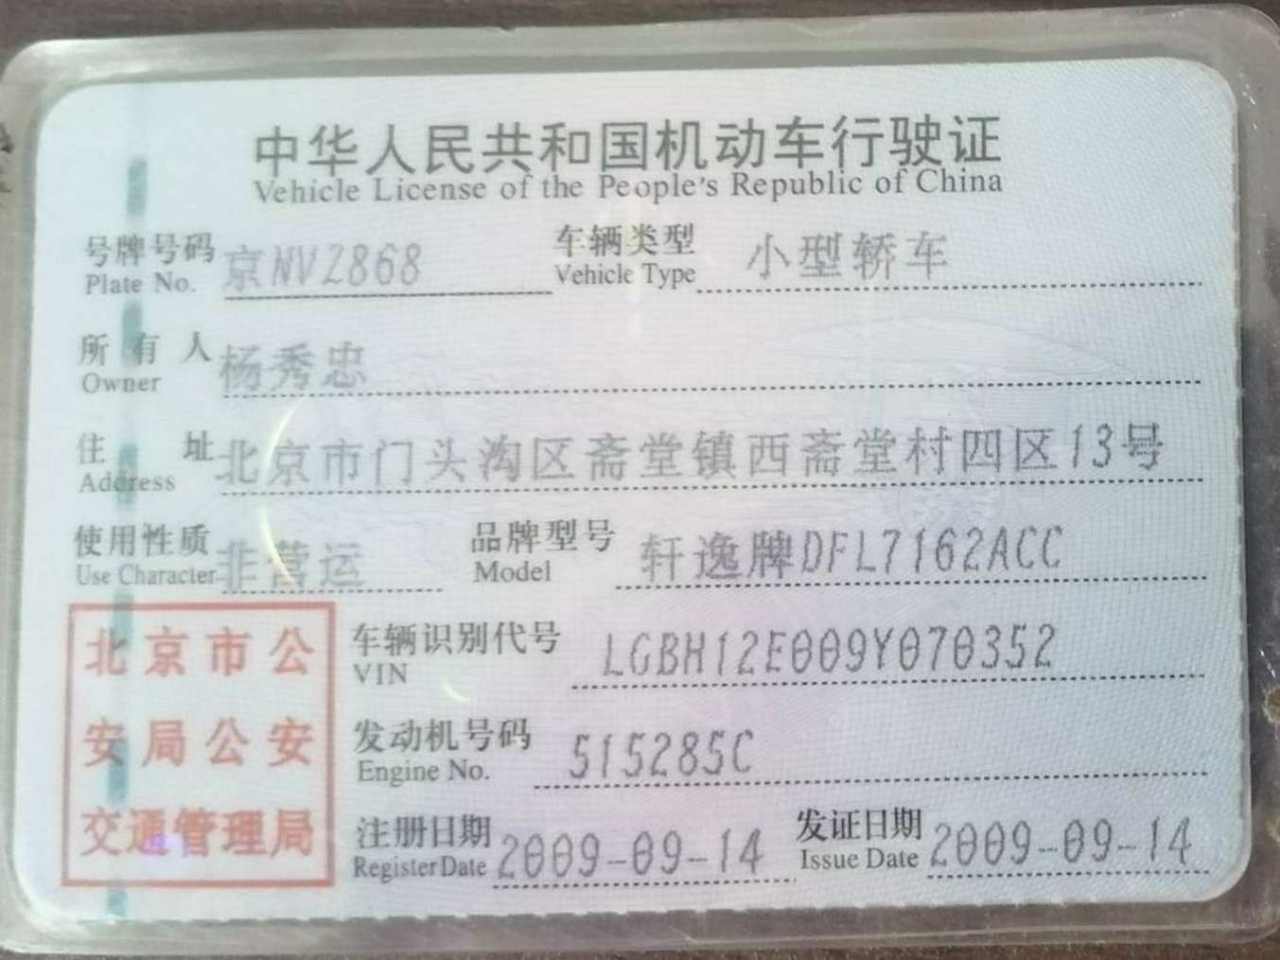 中华人民共和国机动车行驶证
Vehicle License of the People's Republic of China
号牌号码 京NV2868 车辆类型 小型轿车
Plate No. Vehicle Type
所有人 杨秀忠
Owner
住址 北京市门头沟区斋堂镇西斋堂村四区13号
Address
使用性质 非营运 品牌型号 轩逸牌DFL7162ACC
Use Character Model
北京市公
安局公安
交通管理局
车辆识别代号 LGBH12E009Y070352
VIN
发动机号码 515285C
Engine No.
注册日期 2009-09-14 发证日期 2009-09-14
Register Date Issue Date